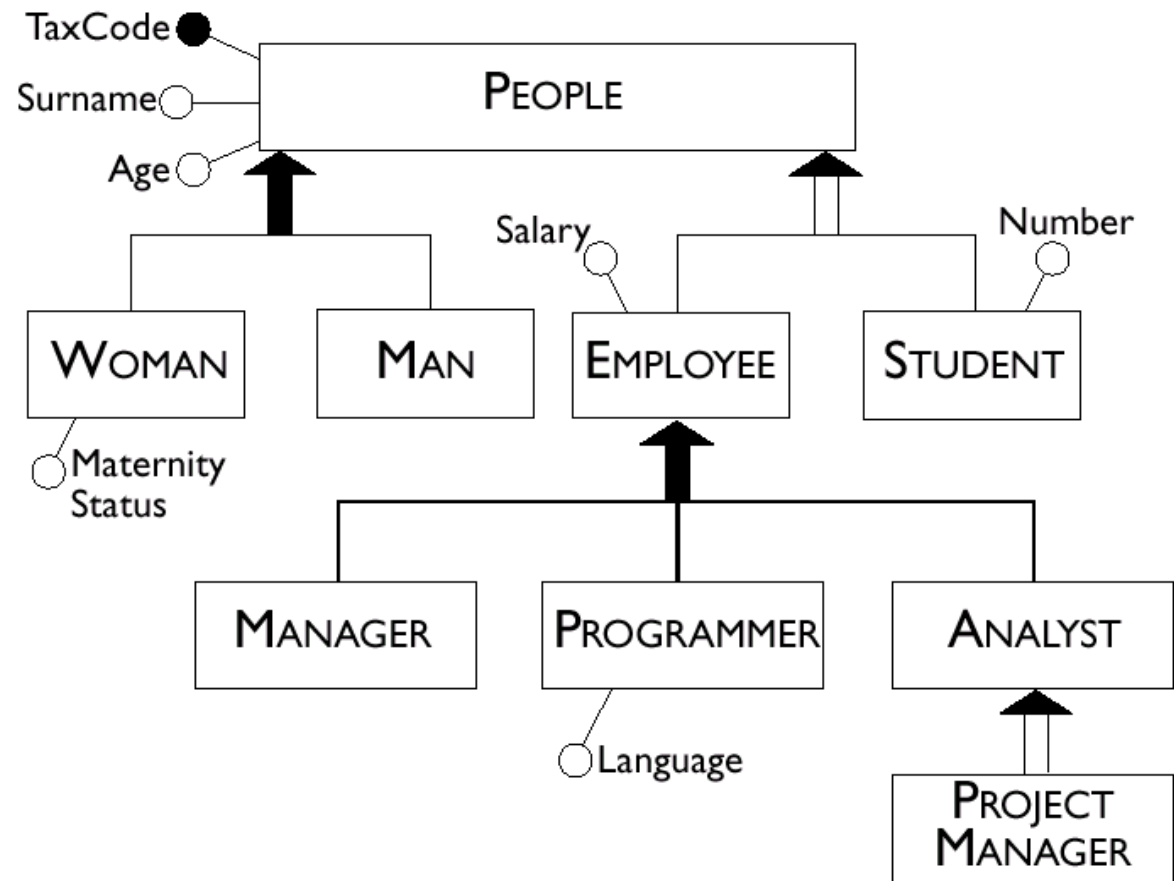 TaxCode
PEOPLE
Surname
Age
Salary
Number
WOMAN
MAN
EMPLOYEE
STUDENT
Maternity
Status
MANAGER
PROGRAMMER
ANALYST
Language
PROJECT
MANAGER